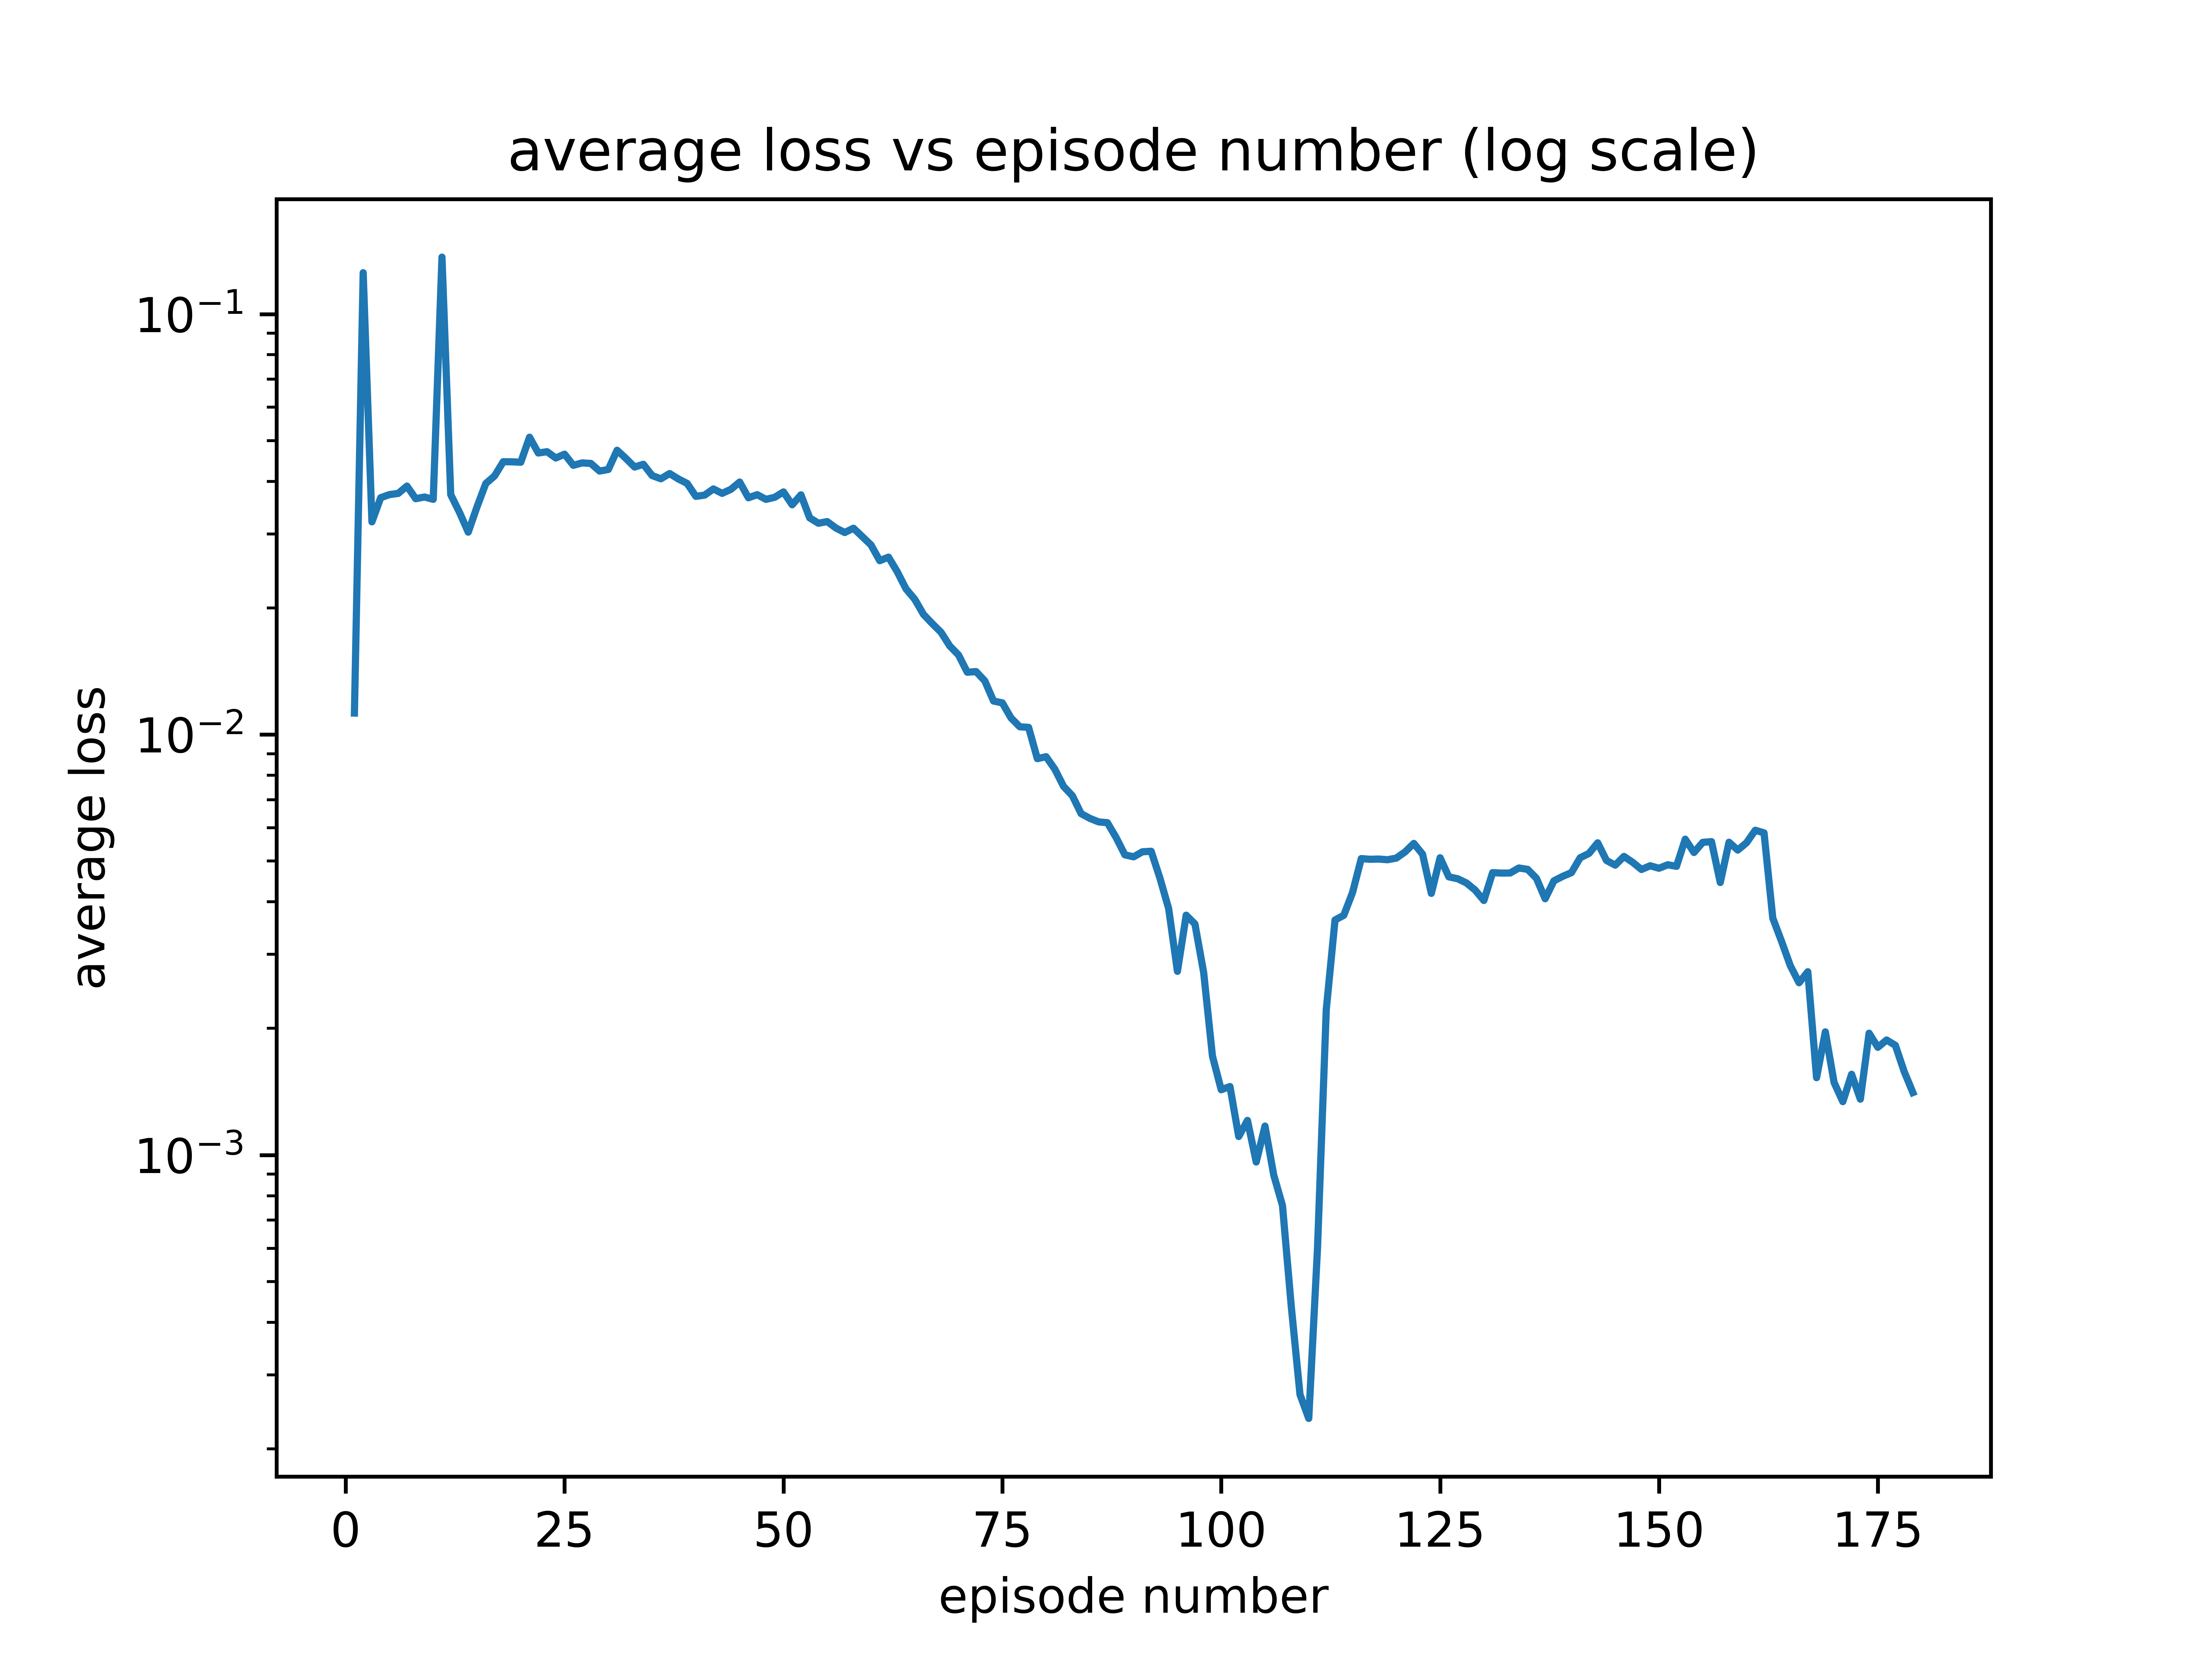 average loss vs episode number (log scale)
average loss
10⁻¹
10⁻²
10⁻³
0 25 50 75 100 125 150 175
episode number